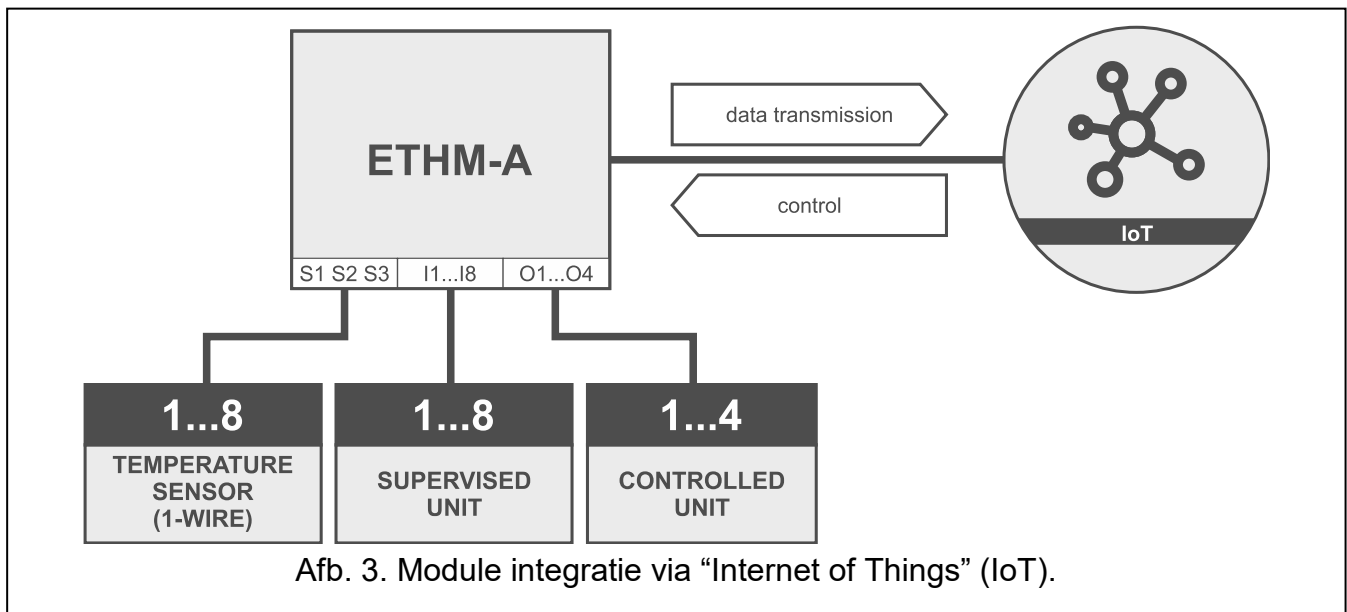 ETHM-A
data transmission
control
IoT
S1 S2 S3 I1...I8 O1...O4
1...8
TEMPERATURE
SENSOR
(1-WIRE)
1...8
SUPERVISED
UNIT
1...4
CONTROLLED
UNIT
Afb. 3. Module integratie via “Internet of Things” (IoT).